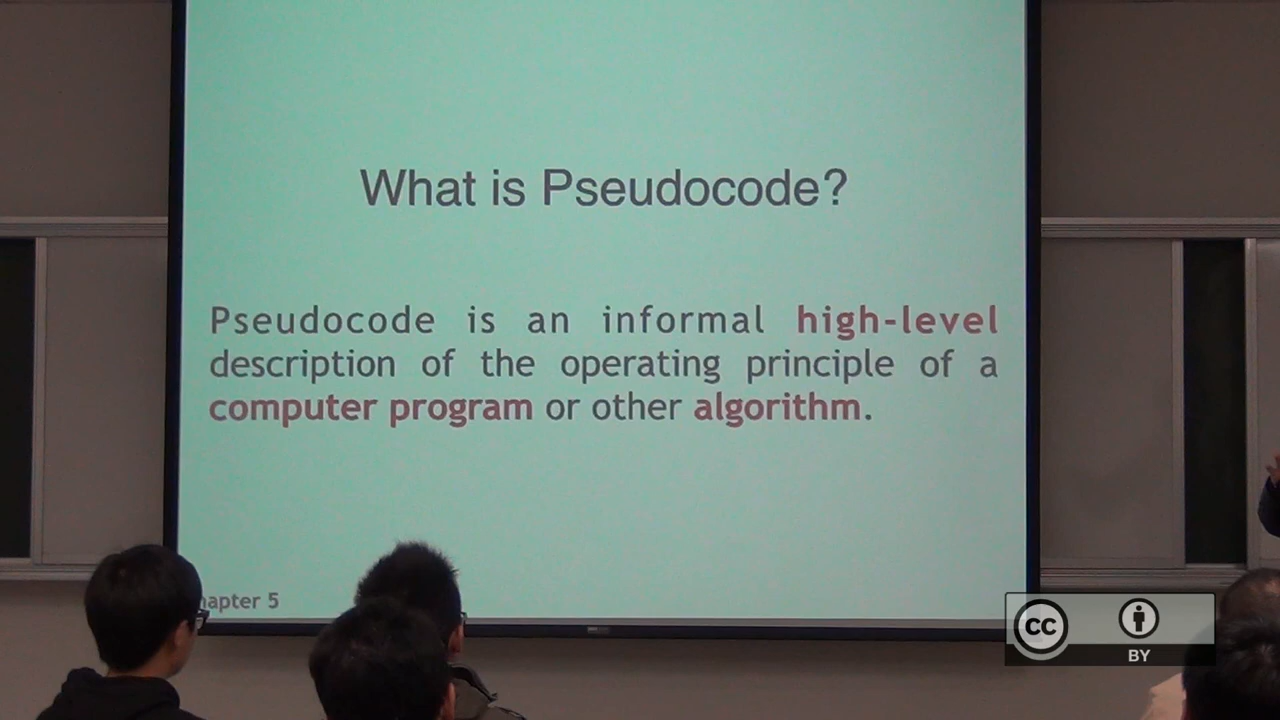 What is Pseudocode?
Pseudocode is an informal high-level
description of the operating principle of a
computer program or other algorithm.
hapter 5
CC
BY